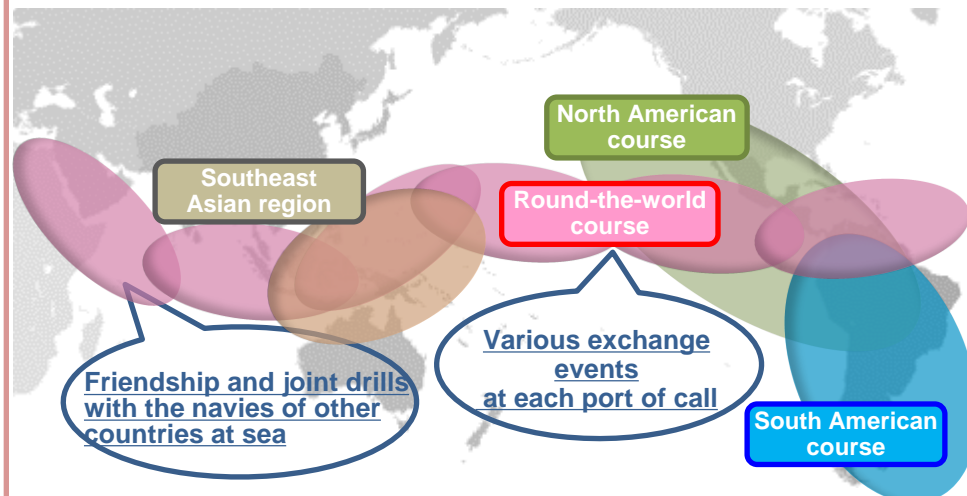 North American
course
Southeast
Asian region
Round-the-world
course
Various exchange
events
at each port of call
Friendship and joint drills
with the navies of other
countries at sea
South American
course